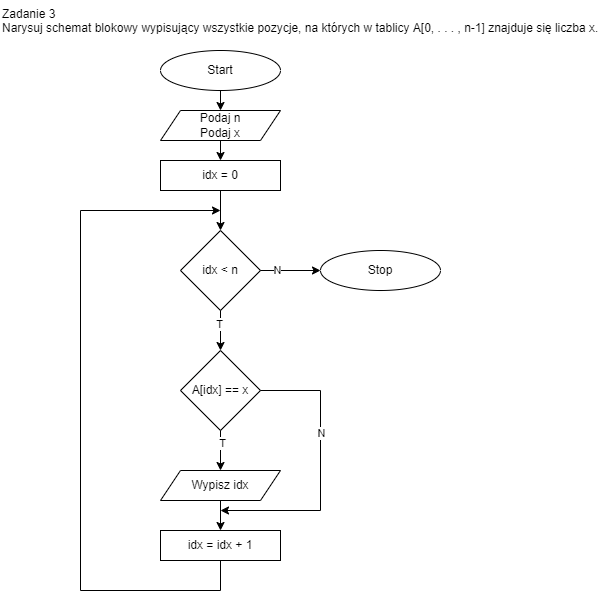 Zadanie 3
Narysuj schemat blokowy wypisujący wszystkie pozycje, na których w tablicy A[0, . . . , n-1] znajduje się liczba x.
Start
Podaj n
Podaj x
idx = 0
idx < n
N
Stop
T
A[idx] == x
N
T
Wypisz idx
idx = idx + 1